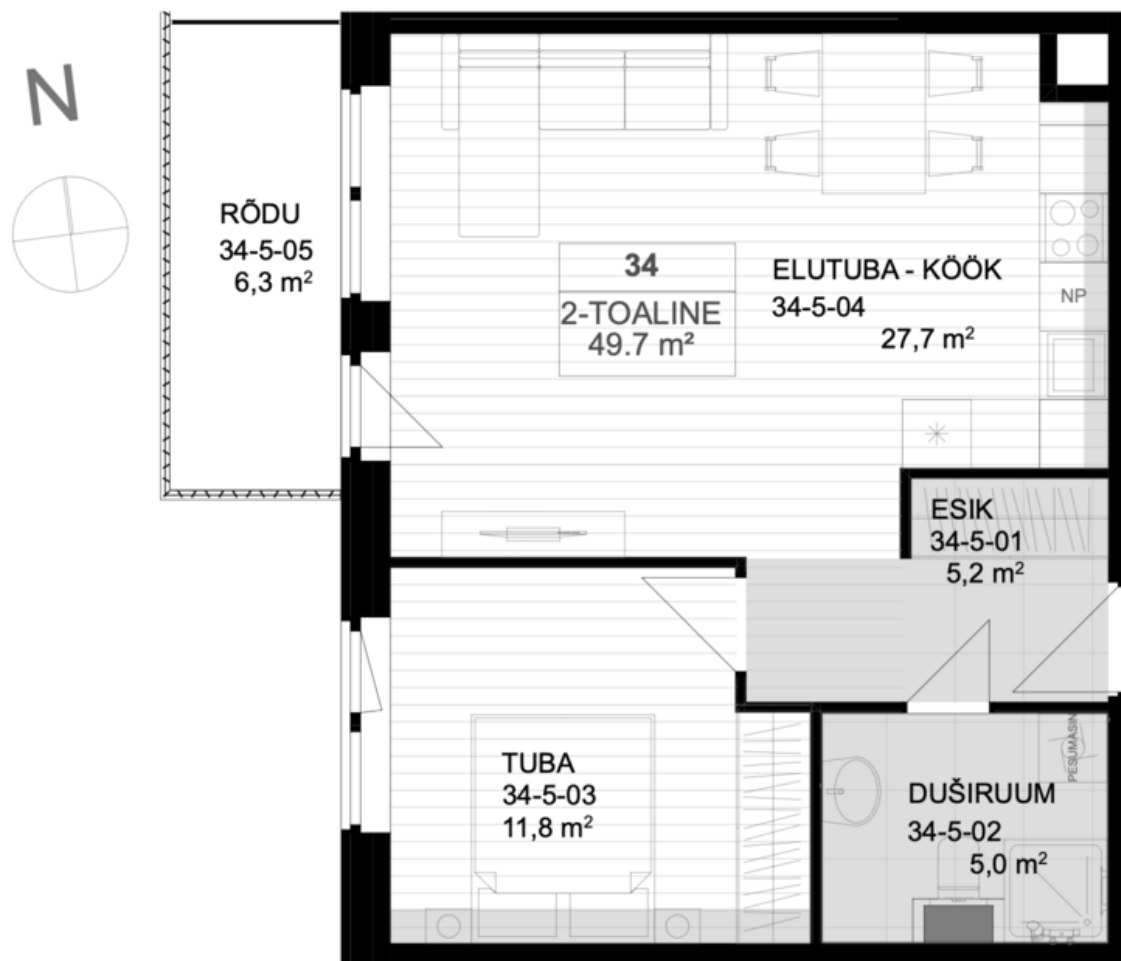 N
RÕDU
34-5-05
6,3 m²
34
2-TOALINE
49.7 m²
ELUTUBA - KÖÖK
34-5-04
27,7 m²
NP
ESIK
34-5-01
5,2 m²
TUBA
34-5-03
11,8 m²
PESUMASIN
DUŠIRUUM
34-5-02
5,0 m²